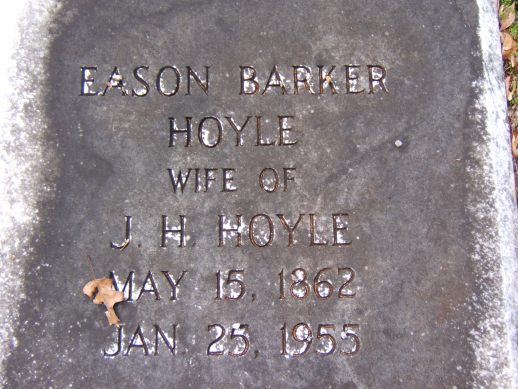 EASON BARKER
HOYLE
WIFE OF
J. H. HOYLE
MAY 15, 1862
JAN. 25, 1955